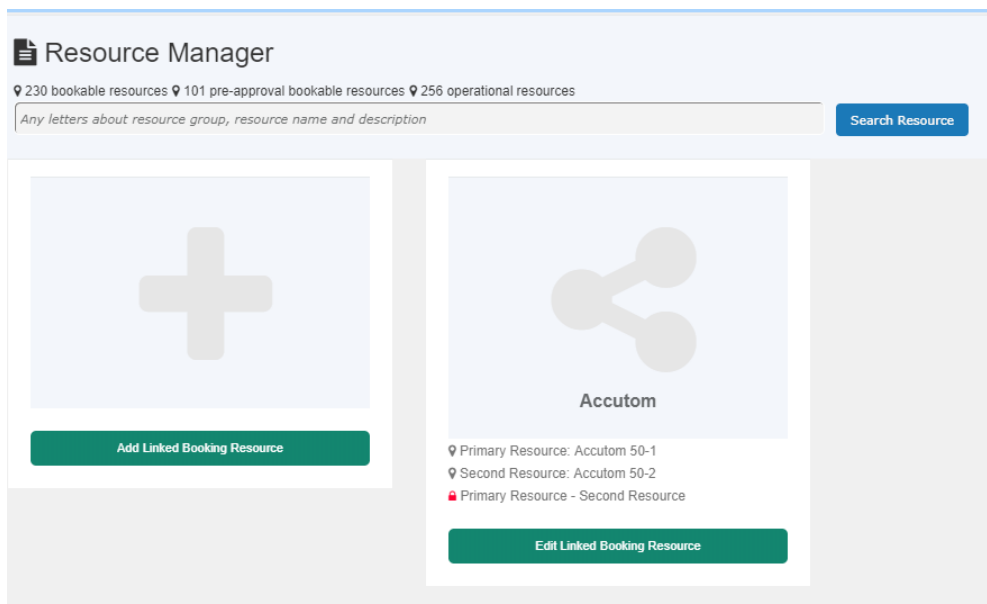 Resource Manager
230 bookable resources 101 pre-approval bookable resources 256 operational resources
Any letters about resource group, resource name and description
Search Resource
Add Linked Booking Resource
Accutom
Primary Resource: Accutom 50-1
Second Resource: Accutom 50-2
Primary Resource - Second Resource
Edit Linked Booking Resource